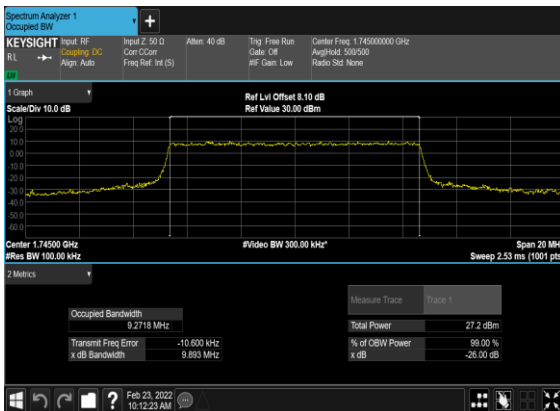 Spectrum Analyzer 1
Occupied BW
KEYSIGHT
RL
LV
Input: RF
Coupling: DC
Align: Auto
Input Z: 50 Ω
Corr CCorr
Freq Ref: Int (S)
Atten: 40 dB
Trig: Free Run
Gate: Off
#IF Gain: Low
Center Freq: 1.745000000 GHz
Avg|Hold: 500/500
Radio Std: None
1 Graph
Scale/Div 10.0 dB
Ref Lvl Offset 8.10 dB
Ref Value 30.00 dBm
Log
20.0
10.0
0.00
-10.0
-20.0
-30.0
-40.0
-50.0
-60.0
Center 1.74500 GHz
#Video BW 300.00 kHz*
Span 20 MH
#Res BW 100.00 kHz
Sweep 2.53 ms (1001 pts
2 Metrics
Measure Trace
Trace 1
Occupied Bandwidth
9.2718 MHz
Total Power
27.2 dBm
Transmit Freq Error
-10.600 kHz
% of OBW Power
99.00 %
x dB Bandwidth
9.893 MHz
x dB
-26.00 dB
?
Feb 23, 2022
10:12:23 AM